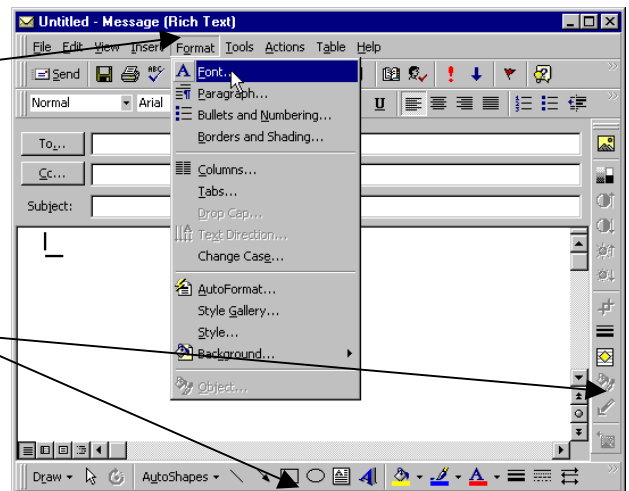 Untitled - Message (Rich Text)
File Edit View Insert Format Tools Actions Table Help
Send ABC
Normal Arial U
Font...
Paragraph...
Bullets and Numbering...
Borders and Shading...
Columns...
Tabs...
Drop Cap...
Text Direction...
Change Case...
AutoFormat...
Style Gallery...
Style...
Background...
Object...
To...
Cc...
Subject:
Draw AutoShapes